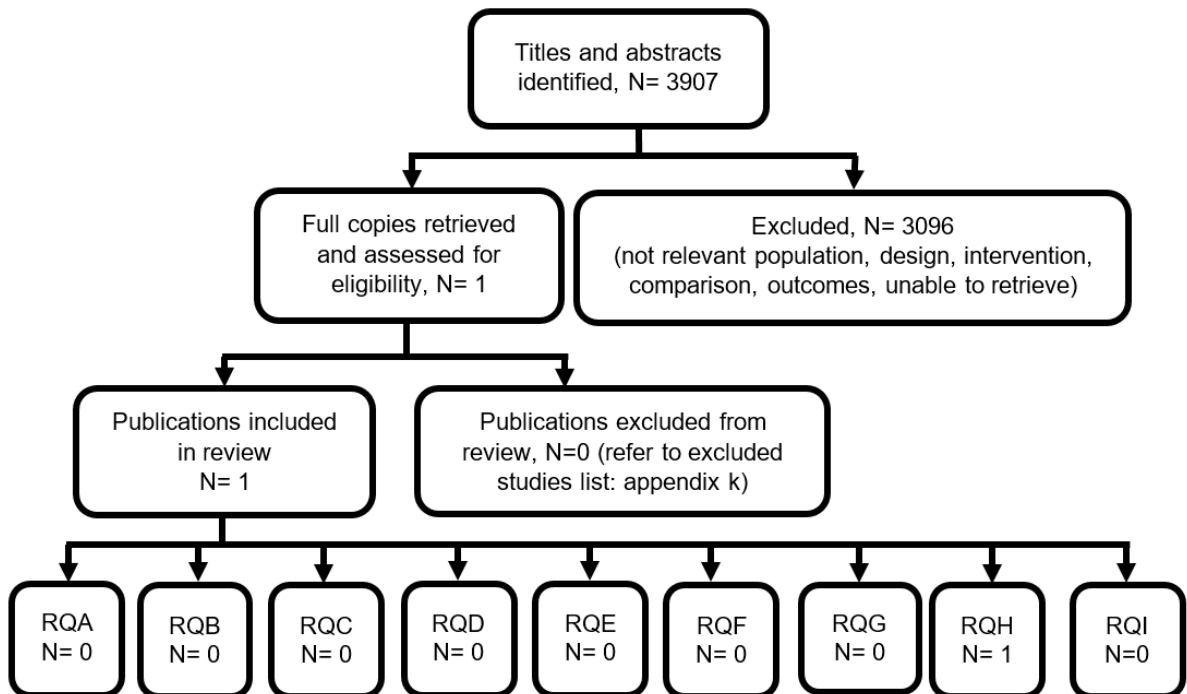 Titles and abstracts
identified, N= 3907
Full copies retrieved
and assessed for
eligibility, N= 1
Excluded, N= 3096
(not relevant population, design, intervention,
comparison, outcomes, unable to retrieve)
Publications included
in review
N= 1
Publications excluded from
review, N=0 (refer to excluded
studies list: appendix k)
RQA
N= 0
RQB
N= 0
RQC
N= 0
RQD
N= 0
RQE
N= 0
RQF
N= 0
RQG
N= 0
RQH
N= 1
RQI
N=0